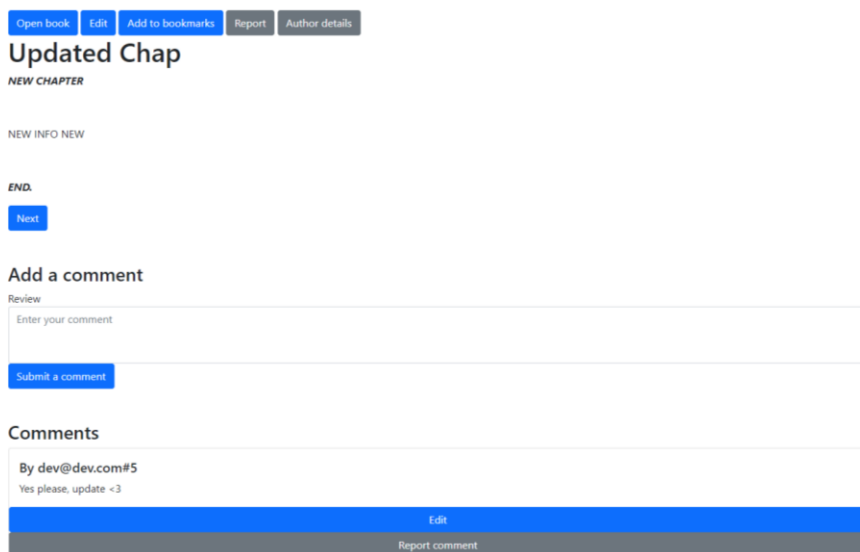 Open book Edit Add to bookmarks Report Author details
Updated Chap
NEW CHAPTER
NEW INFO NEW
END.
Next
Add a comment
Review
Enter your comment
Submit a comment
Comments
By dev@dev.com#5
Yes please, update <3
Edit
Report comment